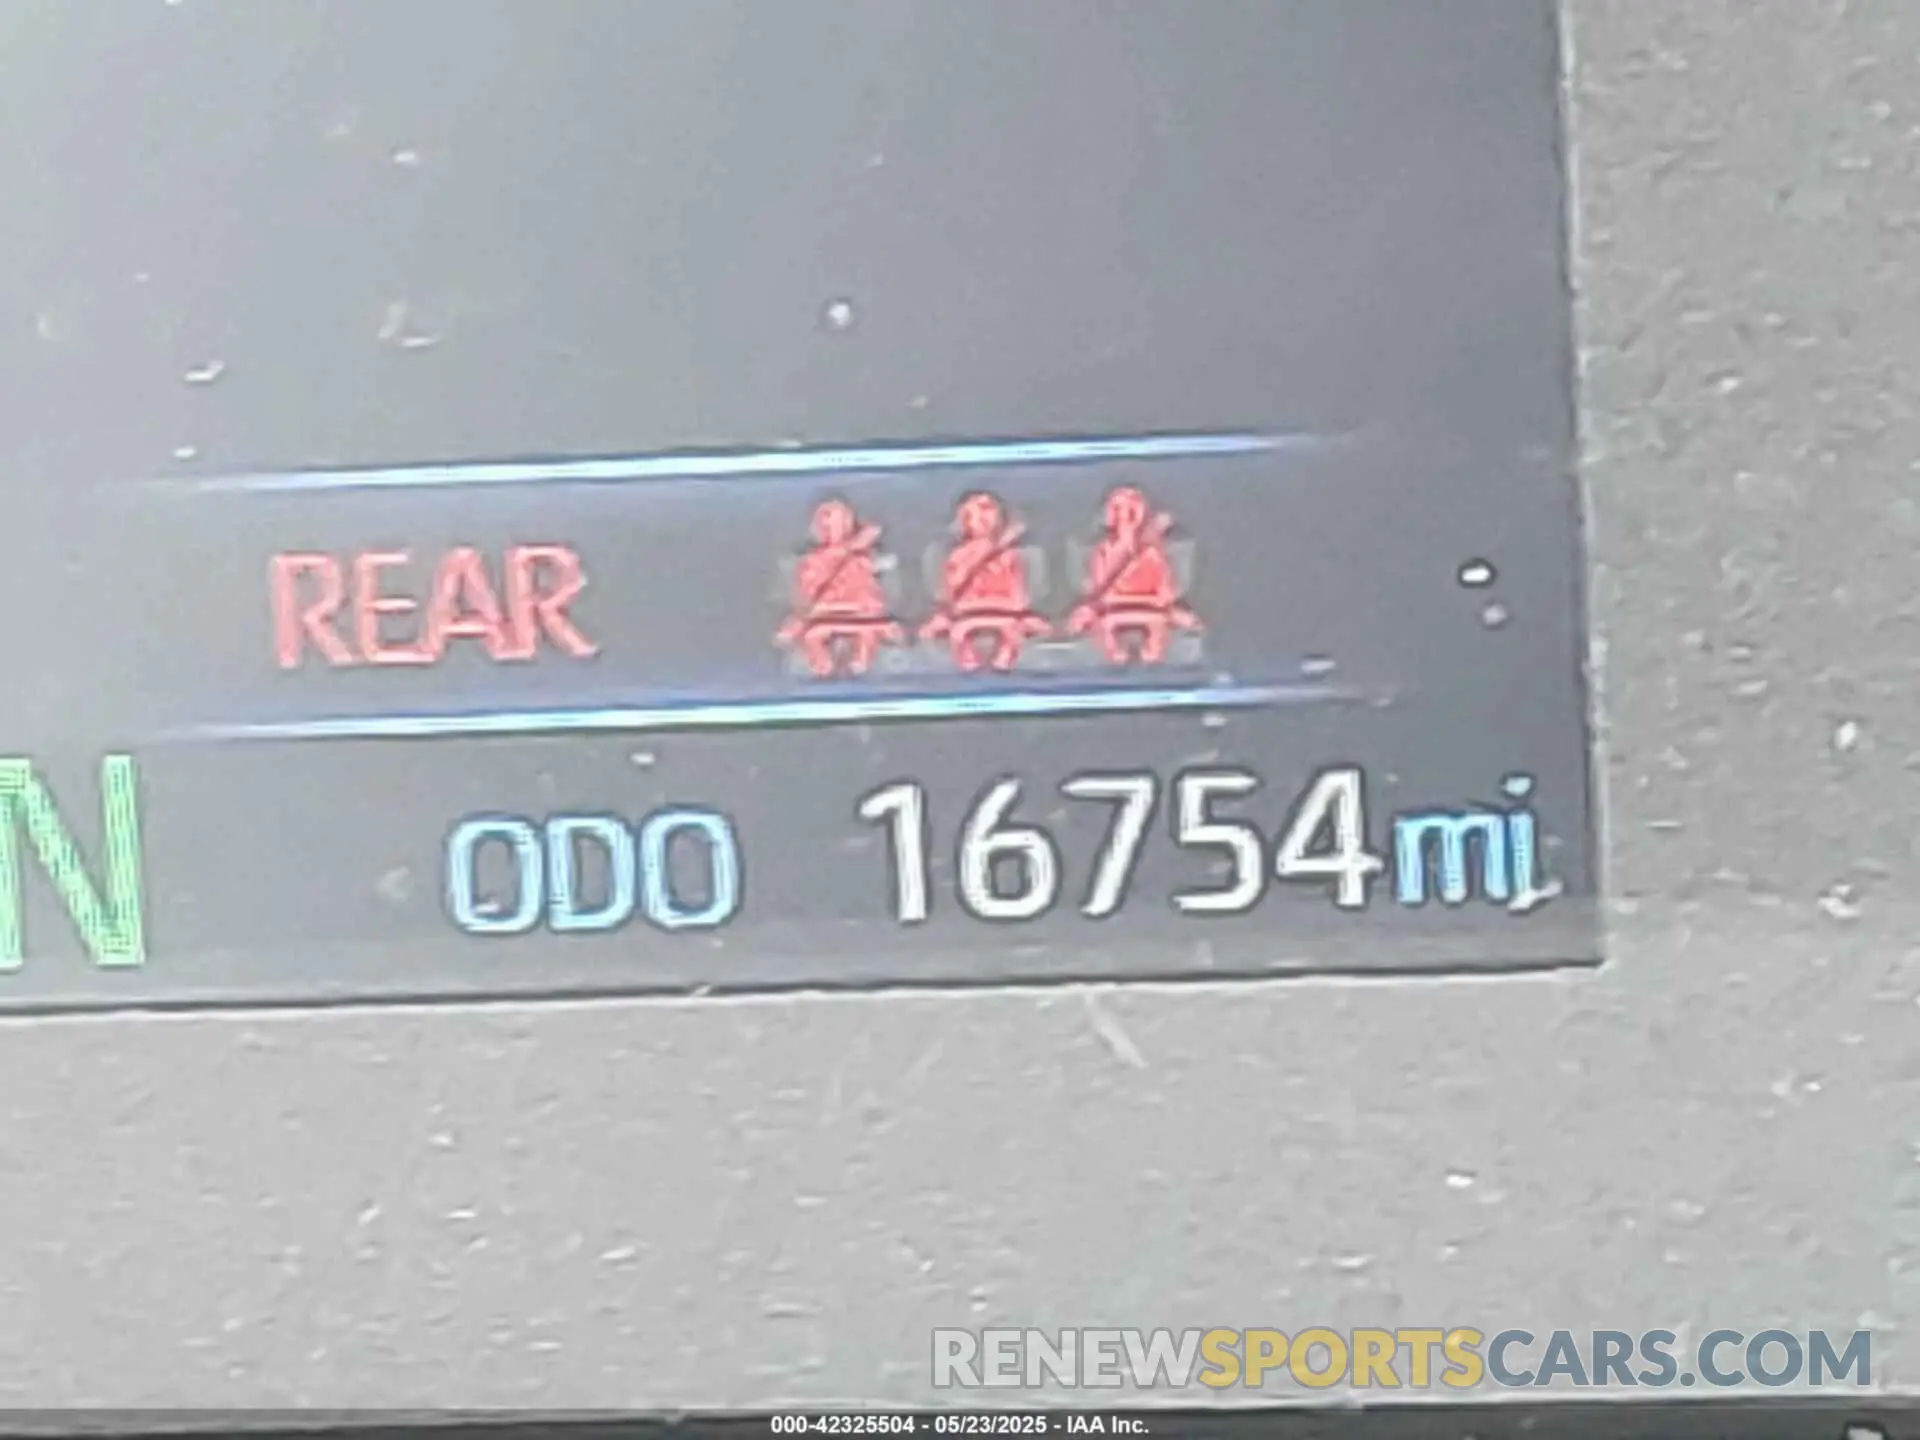 REAR
N ODO 16754mi
RENEWSPORTSCARS.COM
000-42325504 - 05/23/2025 - IAA Inc.